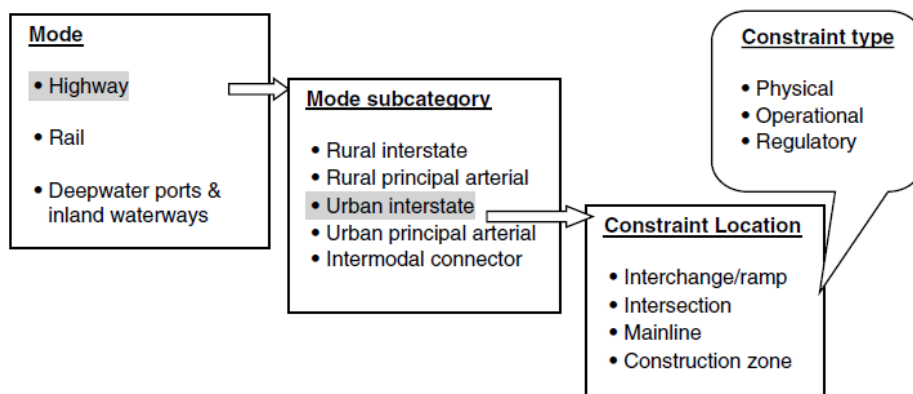 Mode
• Highway
• Rail
• Deepwater ports &
inland waterways
Mode subcategory
• Rural interstate
• Rural principal arterial
• Urban interstate
• Urban principal arterial
• Intermodal connector
Constraint Location
• Interchange/ramp
• Intersection
• Mainline
• Construction zone
Constraint type
• Physical
• Operational
• Regulatory